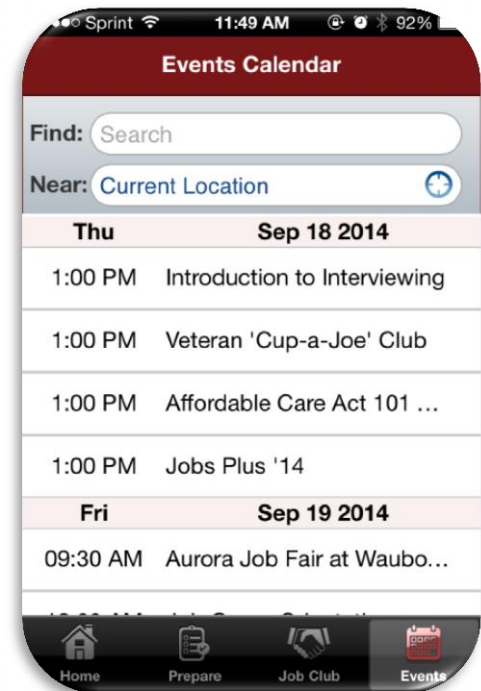 Sprint 11:49 AM 92%
Events Calendar
Find: Search
Near: Current Location
Thu Sep 18 2014
1:00 PM Introduction to Interviewing
1:00 PM Veteran 'Cup-a-Joe' Club
1:00 PM Affordable Care Act 101 ...
1:00 PM Jobs Plus '14
Fri Sep 19 2014
09:30 AM Aurora Job Fair at Waubo...
Home Prepare Job Club Events